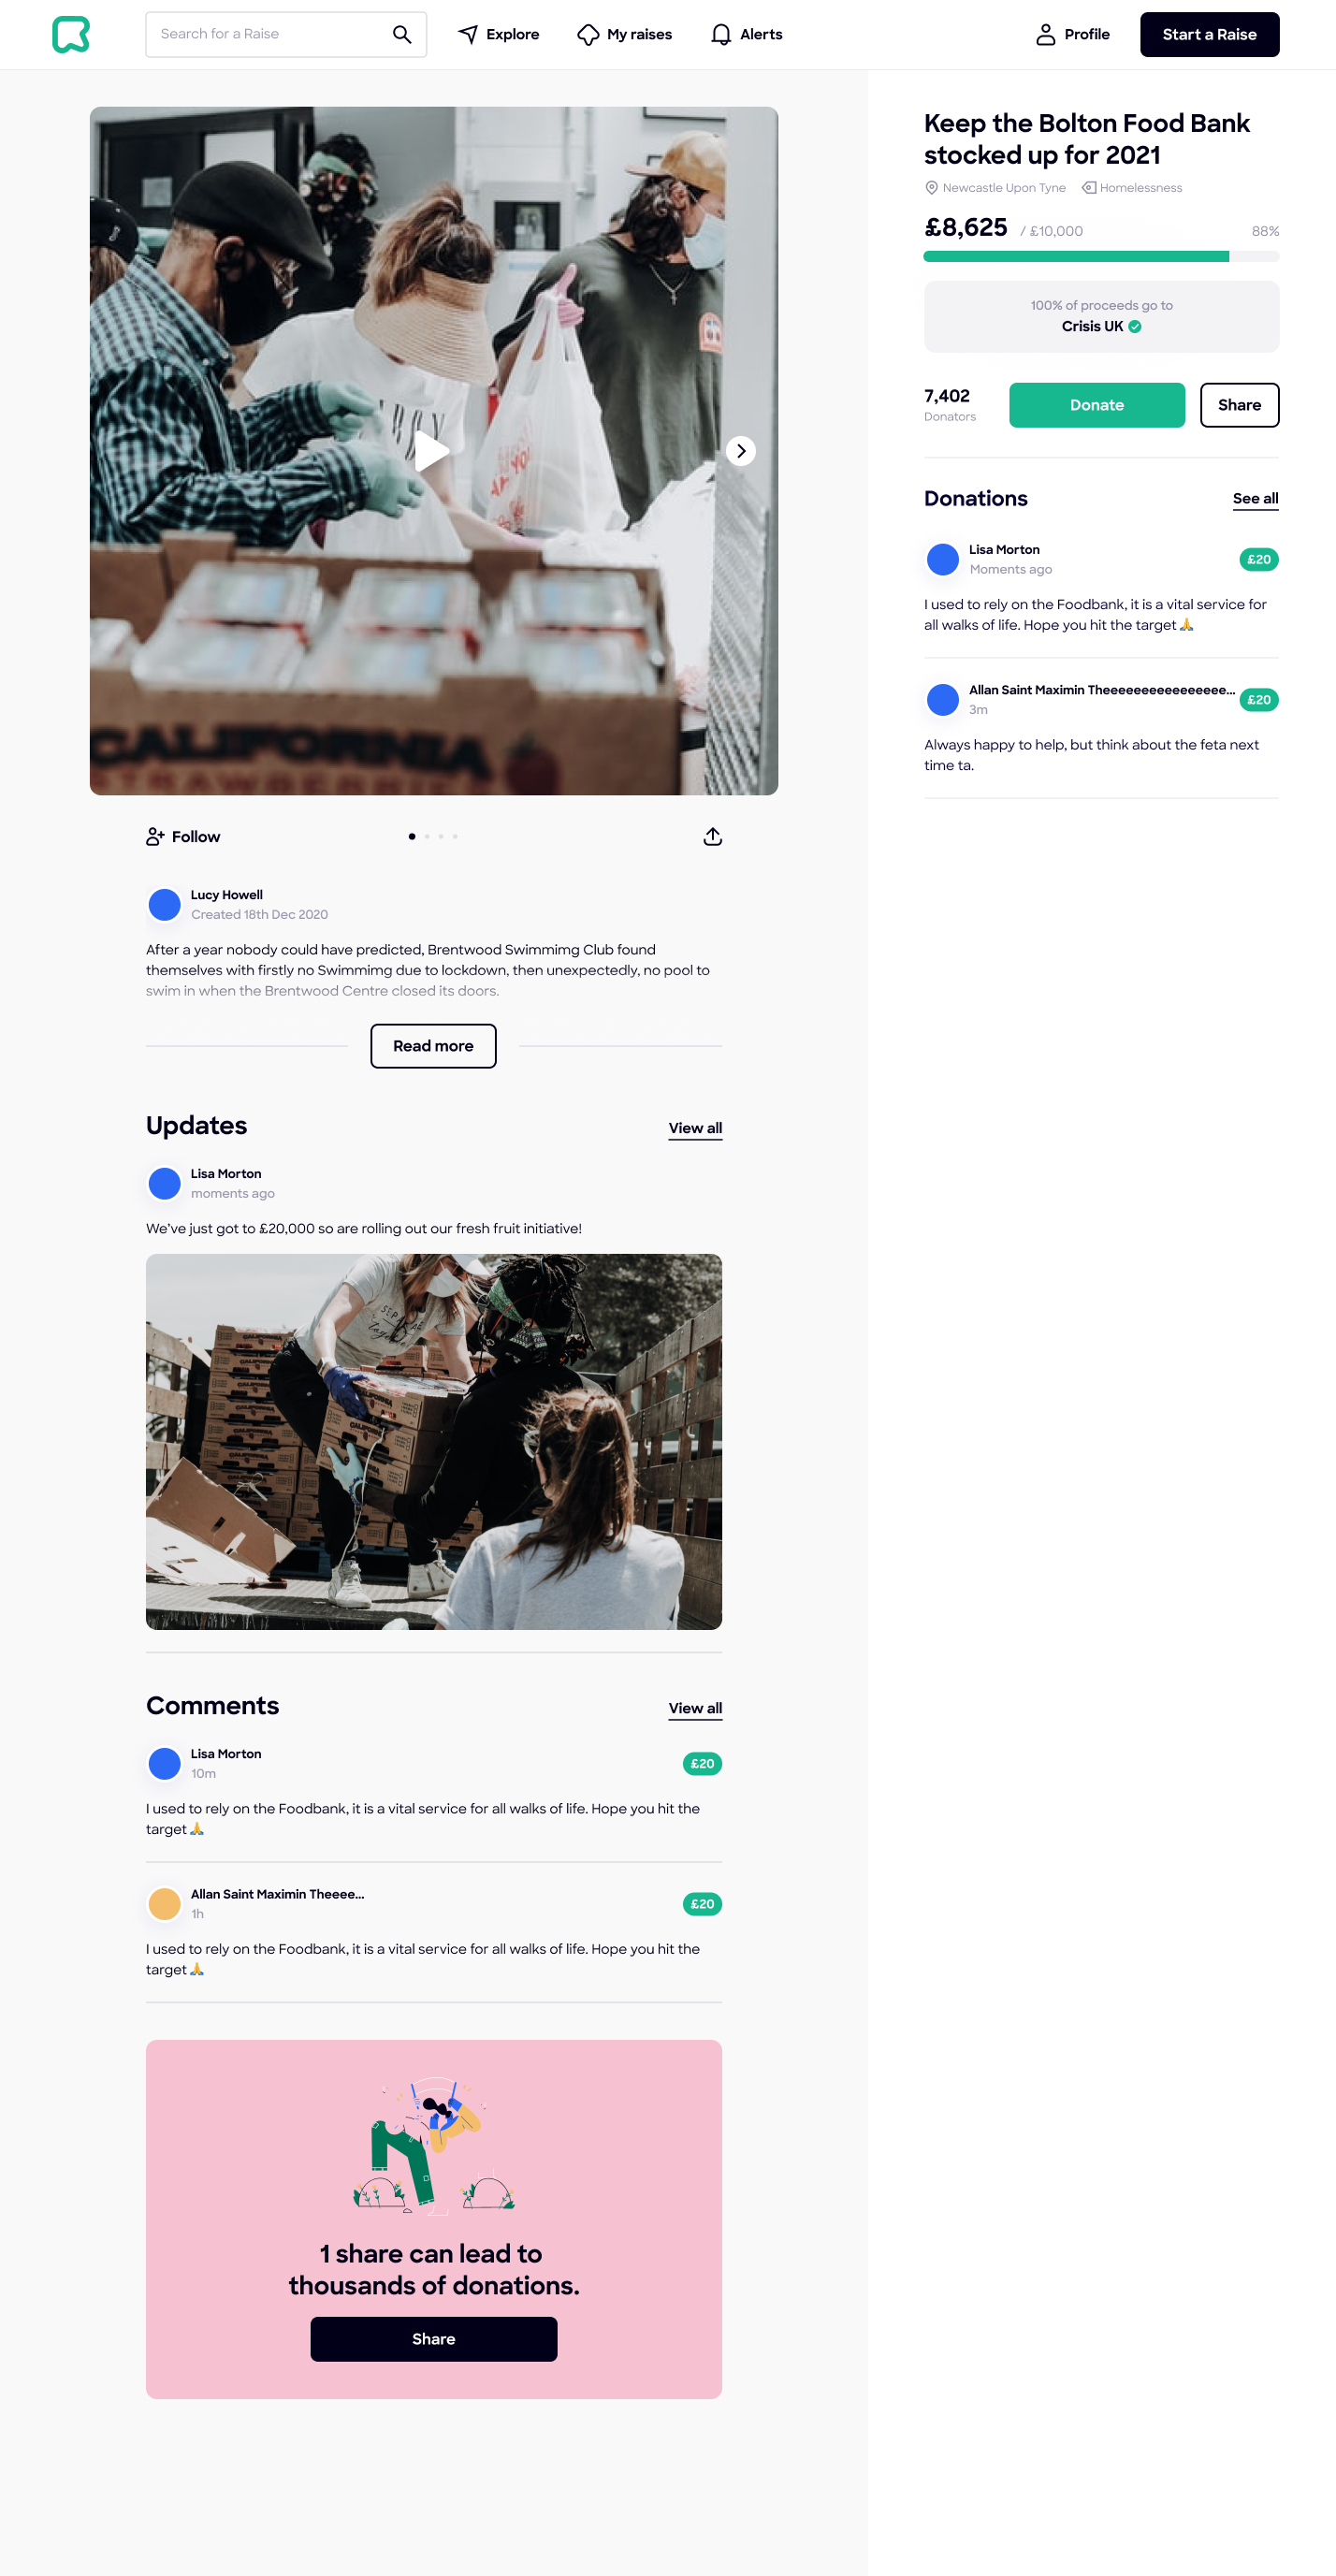 Search for a Raise
Explore
My raises
Alerts
Profile
Start a Raise
Keep the Bolton Food Bank
stocked up for 2021
Newcastle Upon Tyne
Homelessness
£8,625 / £10,000
88%
100% of proceeds go to
Crisis UK
7,402
Donators
Donate
Share
Donations
See all
Lisa Morton
Moments ago
£20
I used to rely on the Foodbank, it is a vital service for
all walks of life. Hope you hit the target 🙏
Allan Saint Maximin Theeeeeeeeeeeeeeee...
3m
£20
Always happy to help, but think about the feta next
time ta.
CALIFORNIA
Follow
Lucy Howell
Created 18th Dec 2020
After a year nobody could have predicted, Brentwood Swimmimg Club found
themselves with firstly no Swimmimg due to lockdown, then unexpectedly, no pool to
swim in when the Brentwood Centre closed its doors.
Read more
Updates
View all
Lisa Morton
moments ago
We've just got to £20,000 so are rolling out our fresh fruit initiative!
CALIFORNIA
Comments
View all
Lisa Morton
10m
£20
I used to rely on the Foodbank, it is a vital service for all walks of life. Hope you hit the
target 🙏
Allan Saint Maximin Theeee...
1h
£20
I used to rely on the Foodbank, it is a vital service for all walks of life. Hope you hit the
target 🙏
1 share can lead to
thousands of donations.
Share